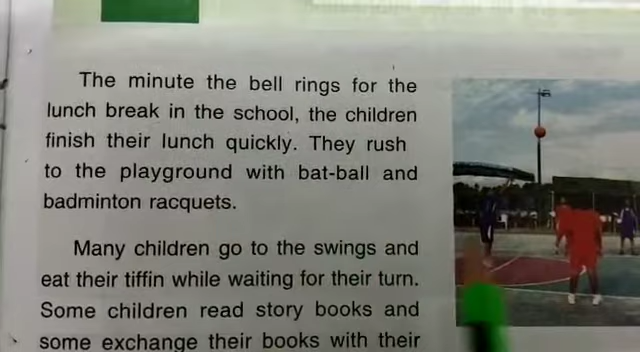 The minute the bell rings for the
lunch break in the school, the children
finish their lunch quickly. They rush
to the playground with bat-ball and
badminton racquets.
Many children go to the swings and
eat their tiffin while waiting for their turn.
Some children read story books and
some exchange their books with their